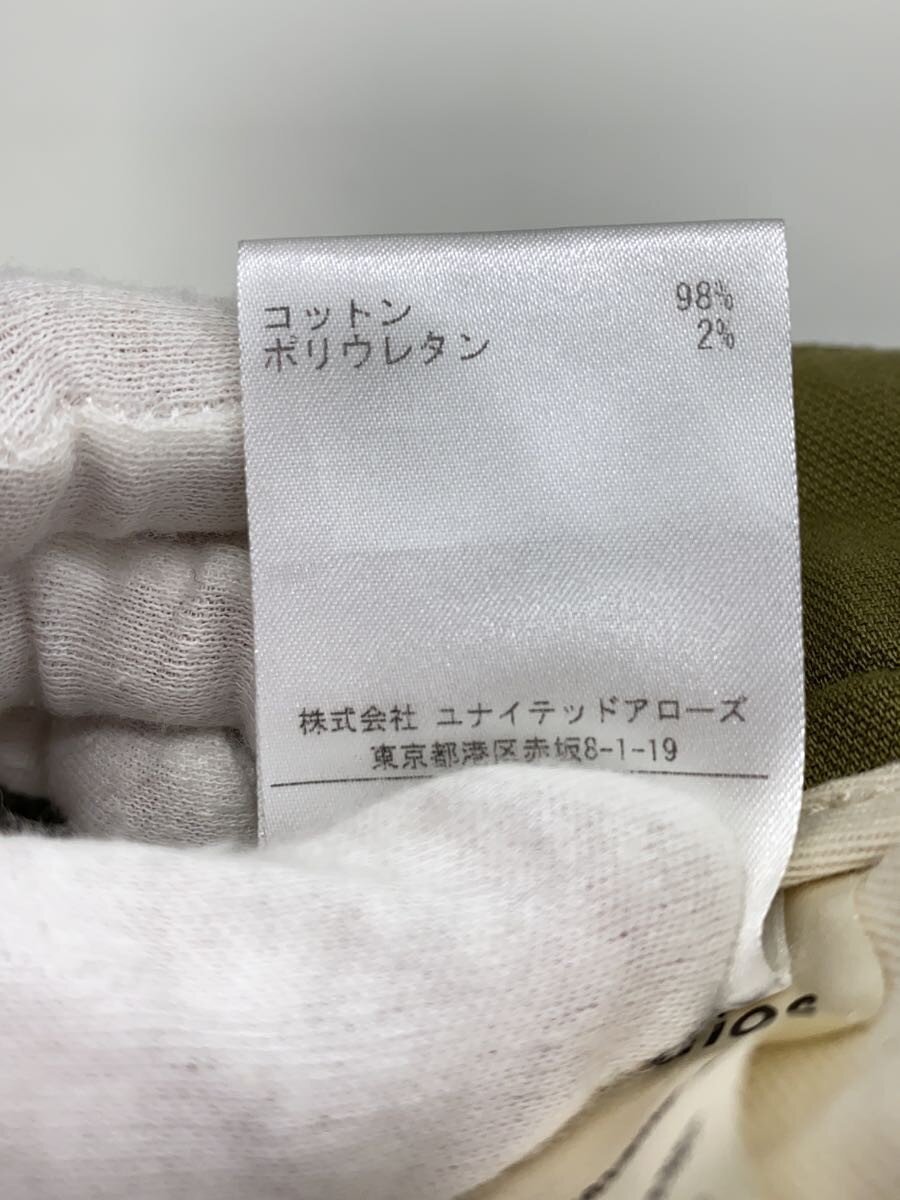 コットン 98%
ポリウレタン 2%
株式会社 ユナイテッドアローズ
東京都港区赤坂8-1-19